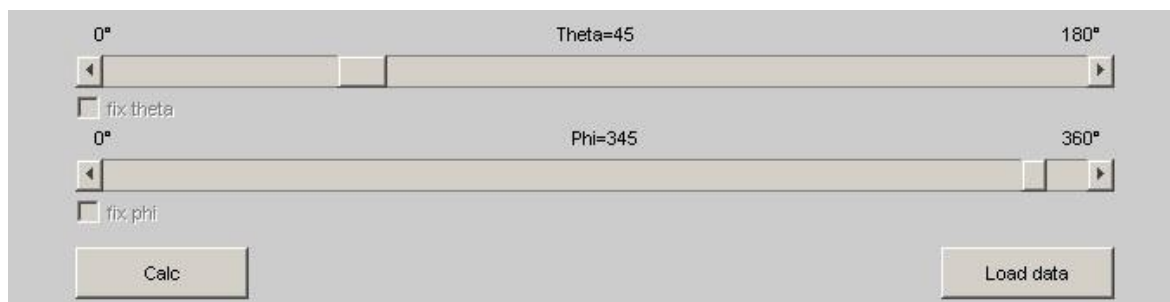 0° Theta=45 180°
fix theta
0° Phi=345 360°
fix phi
Calc Load data